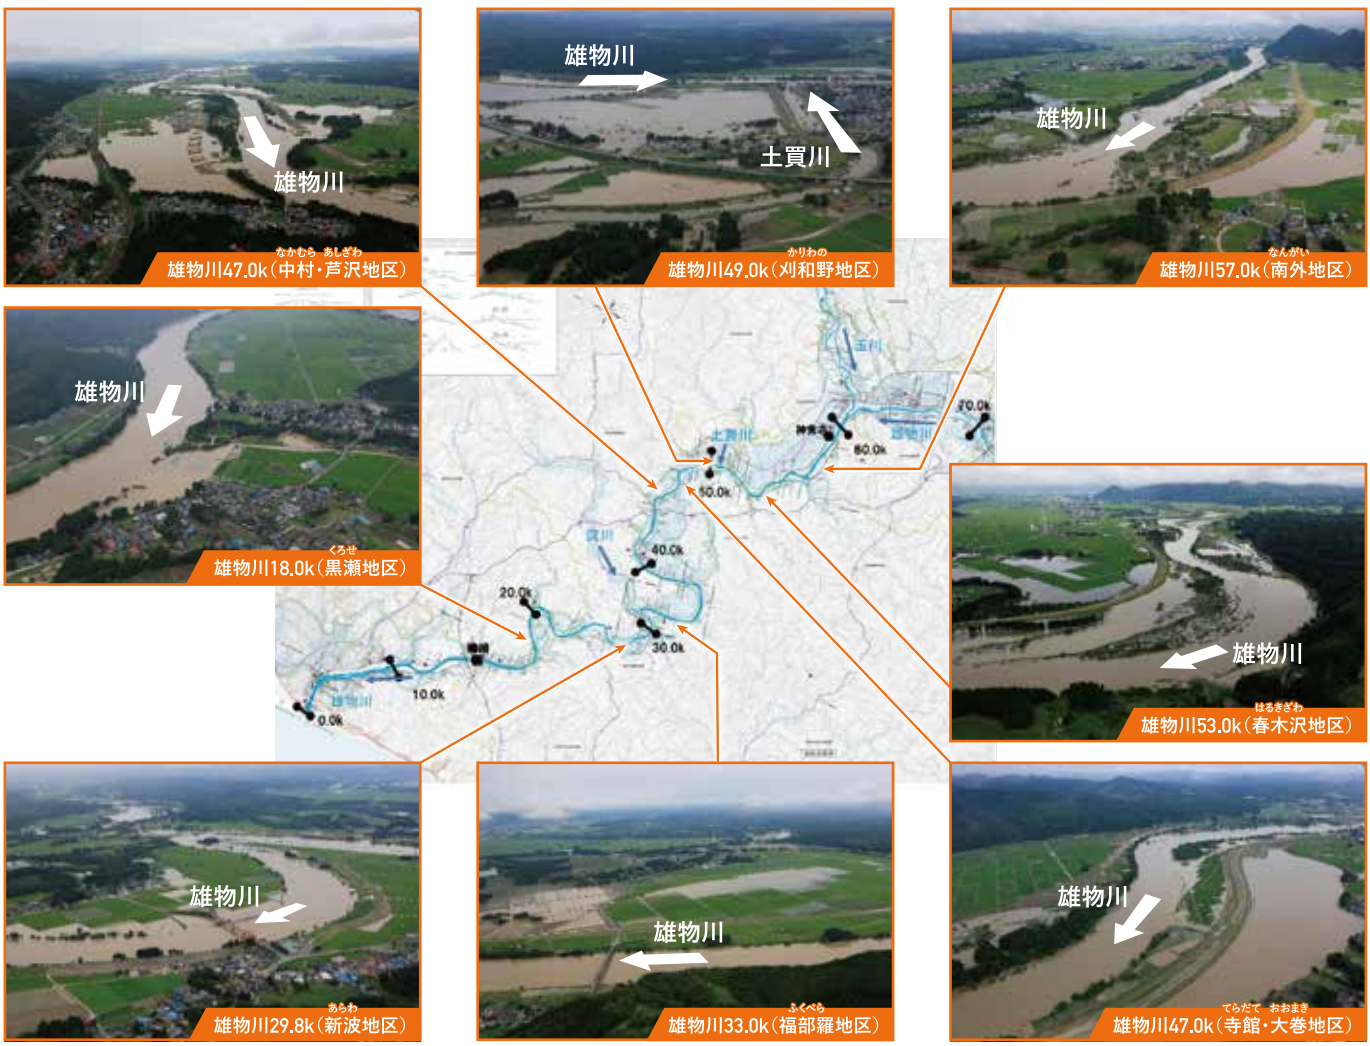 雄物川
雄物川47.0k(中村・芦沢地区)
なかむら あしざわ
雄物川
土買川
雄物川49.0k(刈和野地区)
かりわの
雄物川
雄物川57.0k(南外地区)
なんがい
雄物川
雄物川18.0k(黒瀬地区)
くろせ
玉川
70.0k
雄物川
60.0k
土買川
50.0k
40.0k
20.0k
30.0k
10.0k
雄物川
0.0k
雄物川
雄物川53.0k(春木沢地区)
はるきざわ
雄物川
雄物川29.8k(新波地区)
あらわ
雄物川
雄物川33.0k(福部羅地区)
ふくべら
雄物川
雄物川47.0k(寺館・大巻地区)
てらだて おおまき